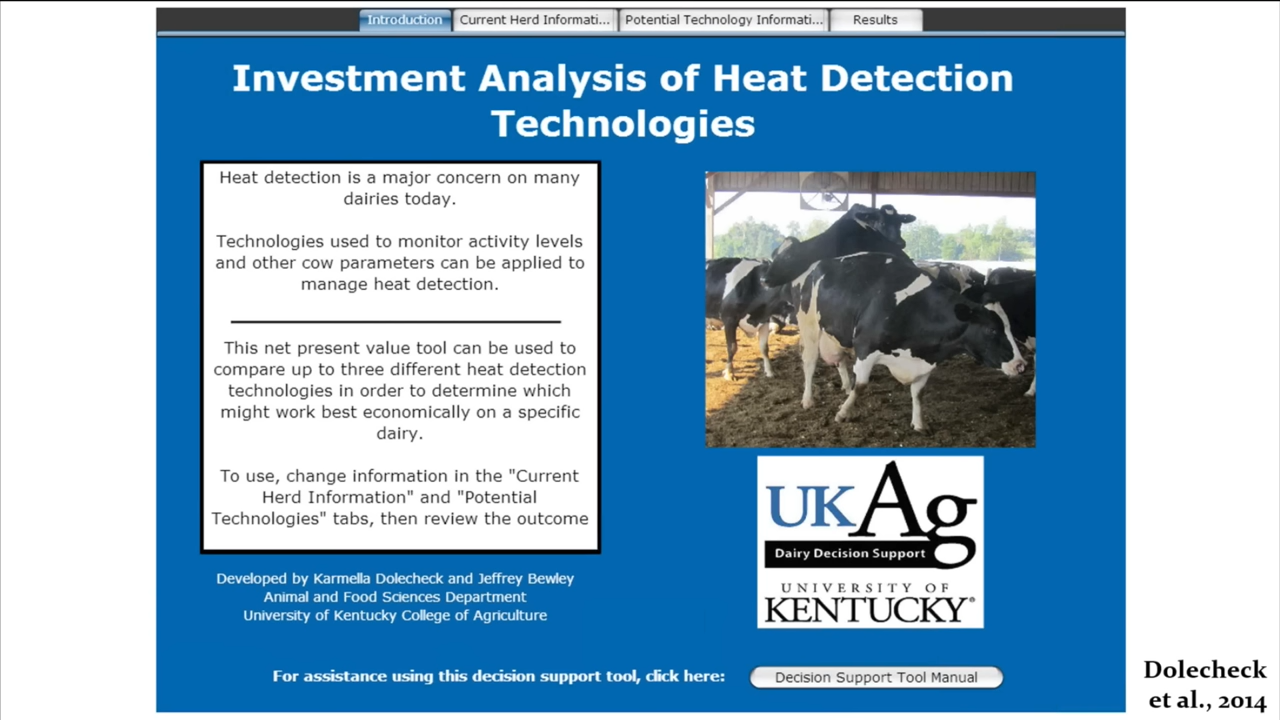 Introduction
Current Herd Informati...
Potential Technology Informati...
Results
Investment Analysis of Heat Detection
Technologies
Heat detection is a major concern on many
dairies today.
Technologies used to monitor activity levels
and other cow parameters can be applied to
manage heat detection.
This net present value tool can be used to
compare up to three different heat detection
technologies in order to determine which
might work best economically on a specific
dairy.
To use, change information in the "Current
Herd Information" and "Potential
Technologies" tabs, then review the outcome
Developed by Karmella Dolecheck and Jeffrey Bewley
Animal and Food Sciences Department
University of Kentucky College of Agriculture
UKAg
Dairy Decision Support
UNIVERSITY OF
KENTUCKY®
For assistance using this decision support tool, click here:
Decision Support Tool Manual
Dolecheck
et al., 2014